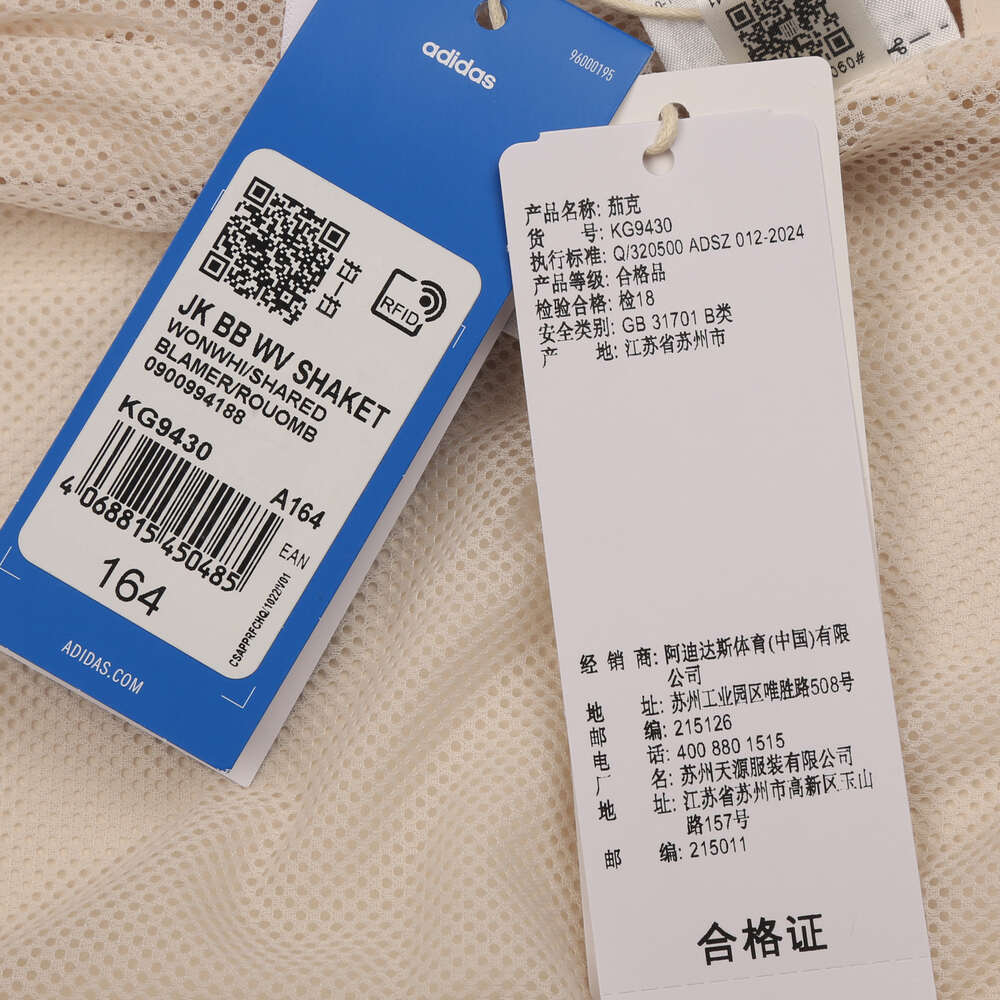 adidas
96000195
RFID
11-11
JK BB WV SHAKET
WONWHI/SHARED
BLAMER/ROUOMB
0900994188
KG9430
A164
4 068815 450485
EAN
164
CSAPPRFCHQ/1022/V01
ADIDAS.COM
060#
产品名称: 茄克
货 号: KG9430
执行标准: Q/320500 ADSZ 012-2024
产品等级: 合格品
检验合格: 检18
安全类别: GB 31701 B类
产 地: 江苏省苏州市
经 销 商: 阿迪达斯体育(中国)有限
公司
地 址: 苏州工业园区唯胜路508号
邮 编: 215126
电 话: 400 880 1515
厂 名: 苏州天源服装有限公司
地 址: 江苏省苏州市高新区玉山
路157号
邮 编: 215011
合格证